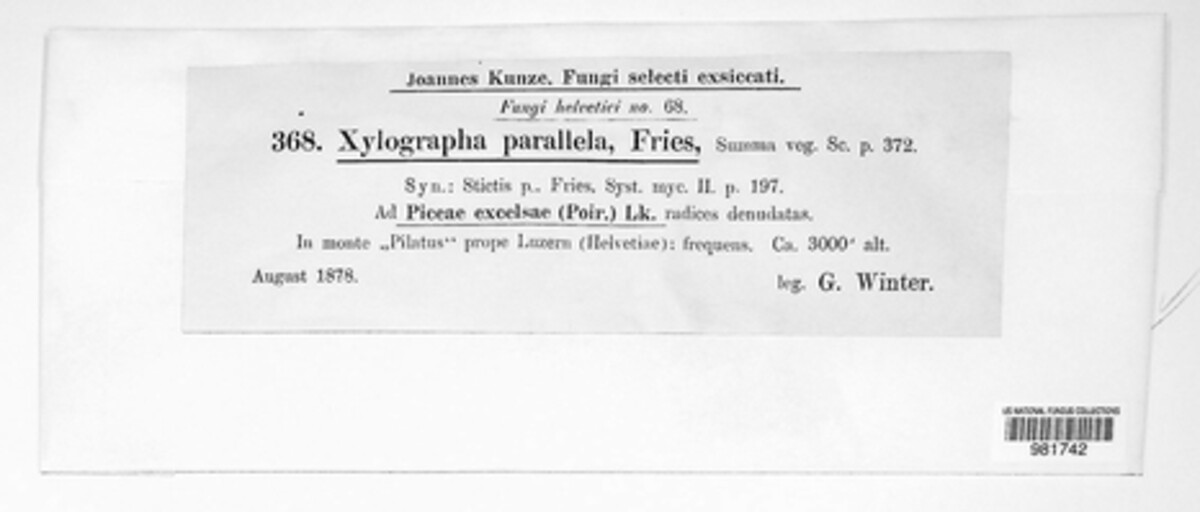 Joannes Kunze. Fungi selecti exsiccati.
Fungi helvetici no. 68.
368. Xylographa parallela, Fries, Summa veg. Sc. p. 372.
Syn.: Stictis p., Fries, Syst. myc. II. p. 197.
Ad Piceae excelsae (Poir.) Lk. radices denudatas.
In monte „Pilatus“ prope Luzern (Helvetiae): frequens. Ca. 3000' alt.
August 1878.
leg. G. Winter.
US NATIONAL FUNGUS COLLECTIONS
981742